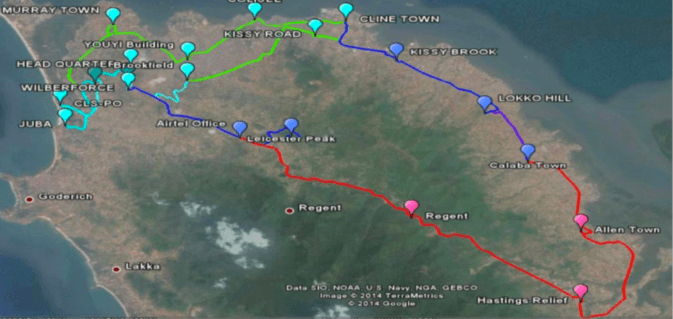 COLISEE
MURRAY TOWN
CLINE TOWN
KISSY ROAD
YOUYI Building
KISSY BROOK
HEAD QUARTER
Brookfield
WILBERFORCE
LOKKO HILL
CLS-PO
JUBA
Airtel Office
Leicester Peak
Calaba Town
Goderich
Regent
Regent
Allen Town
Lakka
Data SIO, NOAA, U.S. Navy, NGA, GEBCO
Image © 2014 TerraMetrics
© 2014 Google
Hastings Relief